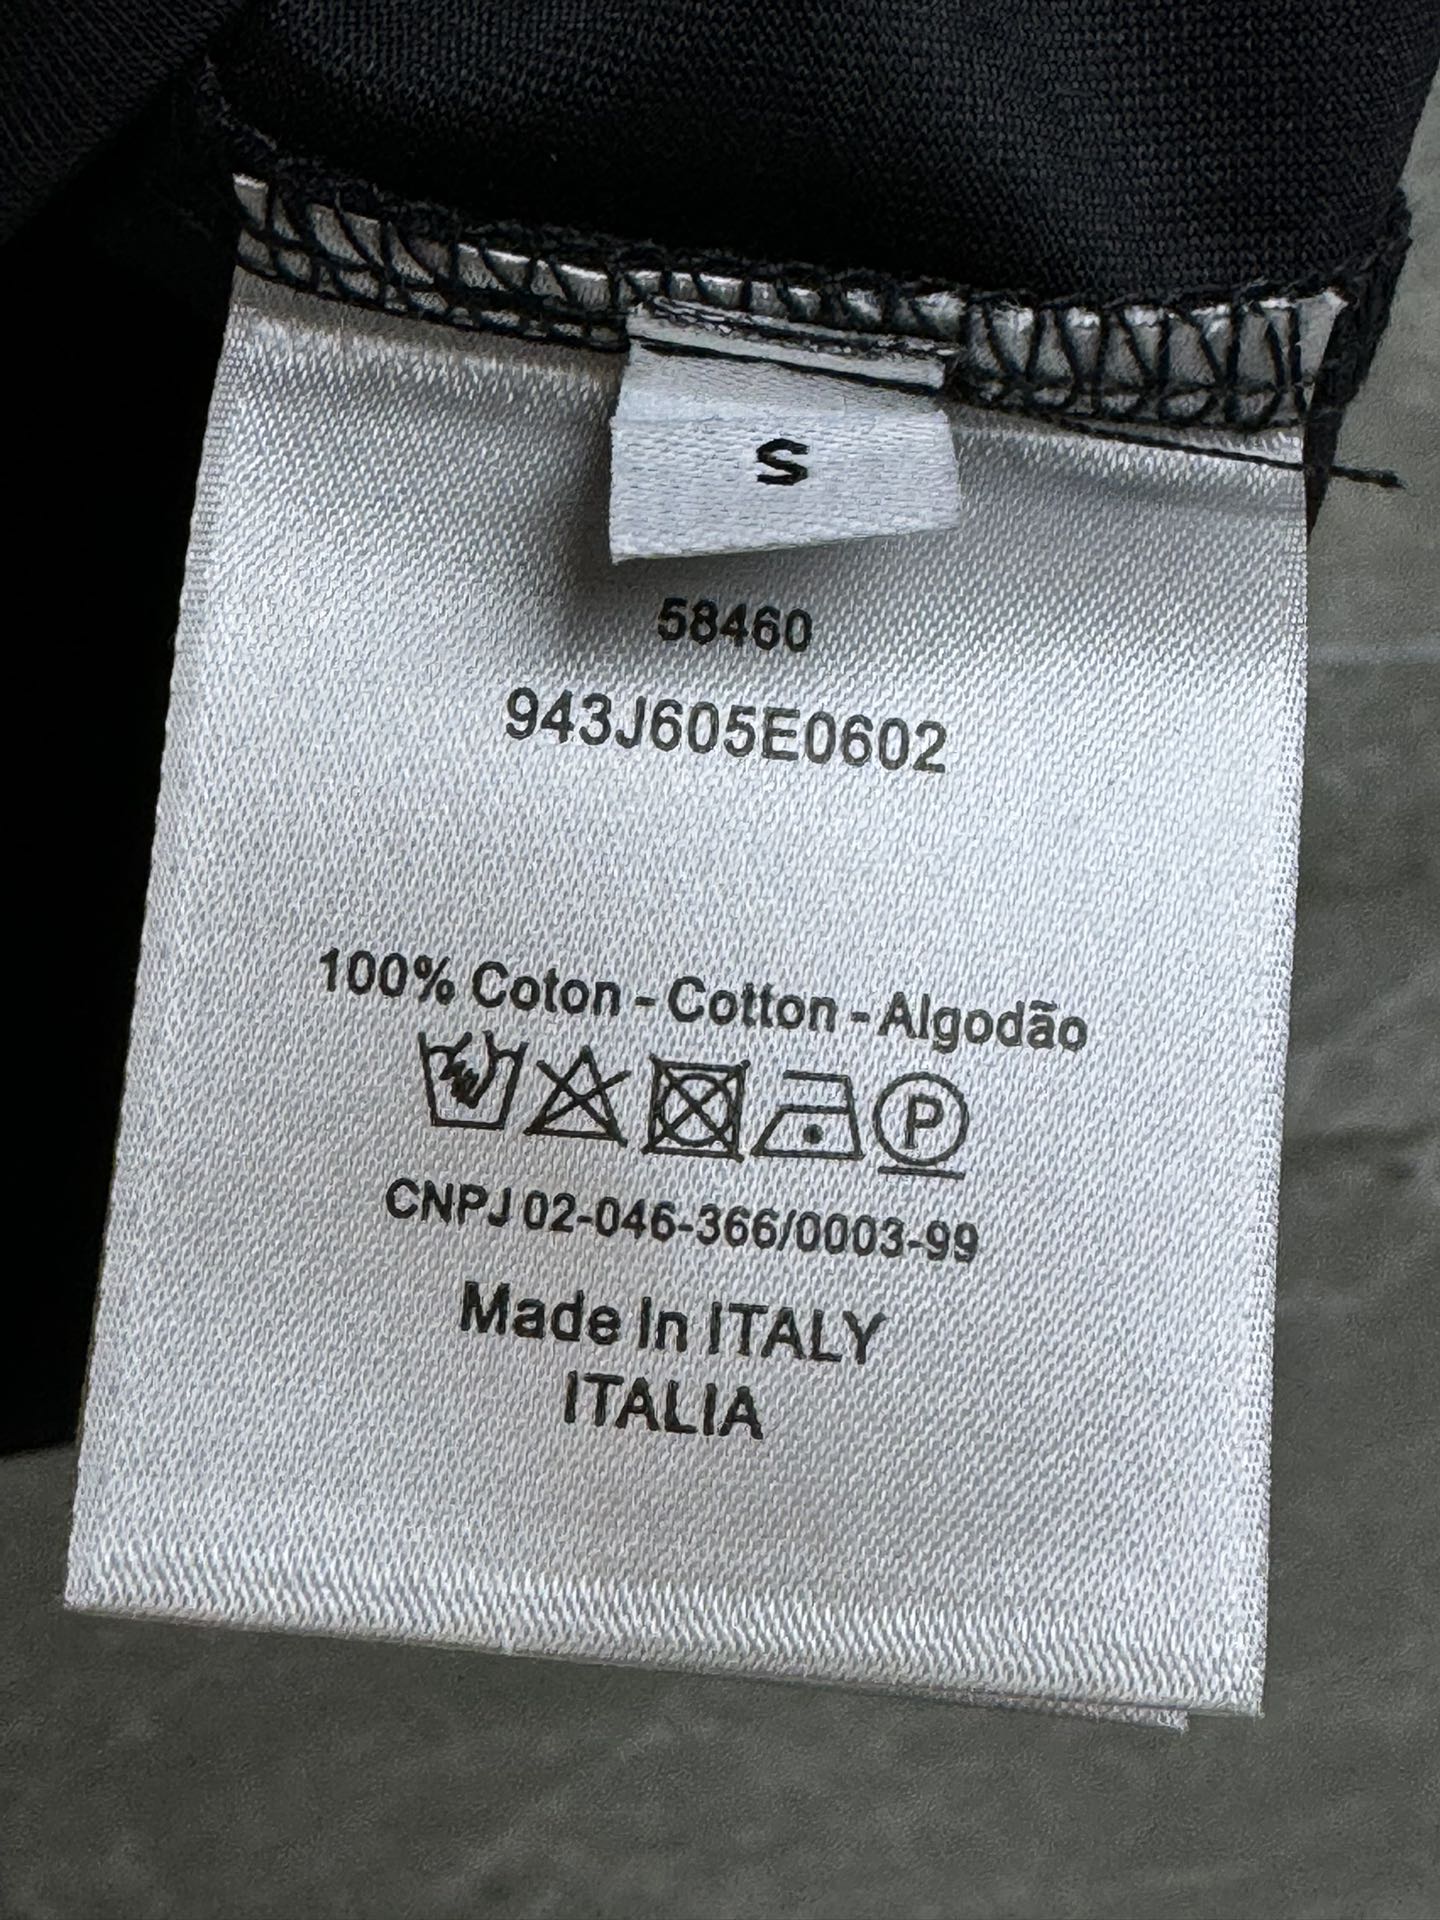 S
58460
943J605E0602
100% Coton - Cotton - Algodão
P
CNPJ 02-046-366/0003-99
Made In ITALY
ITALIA